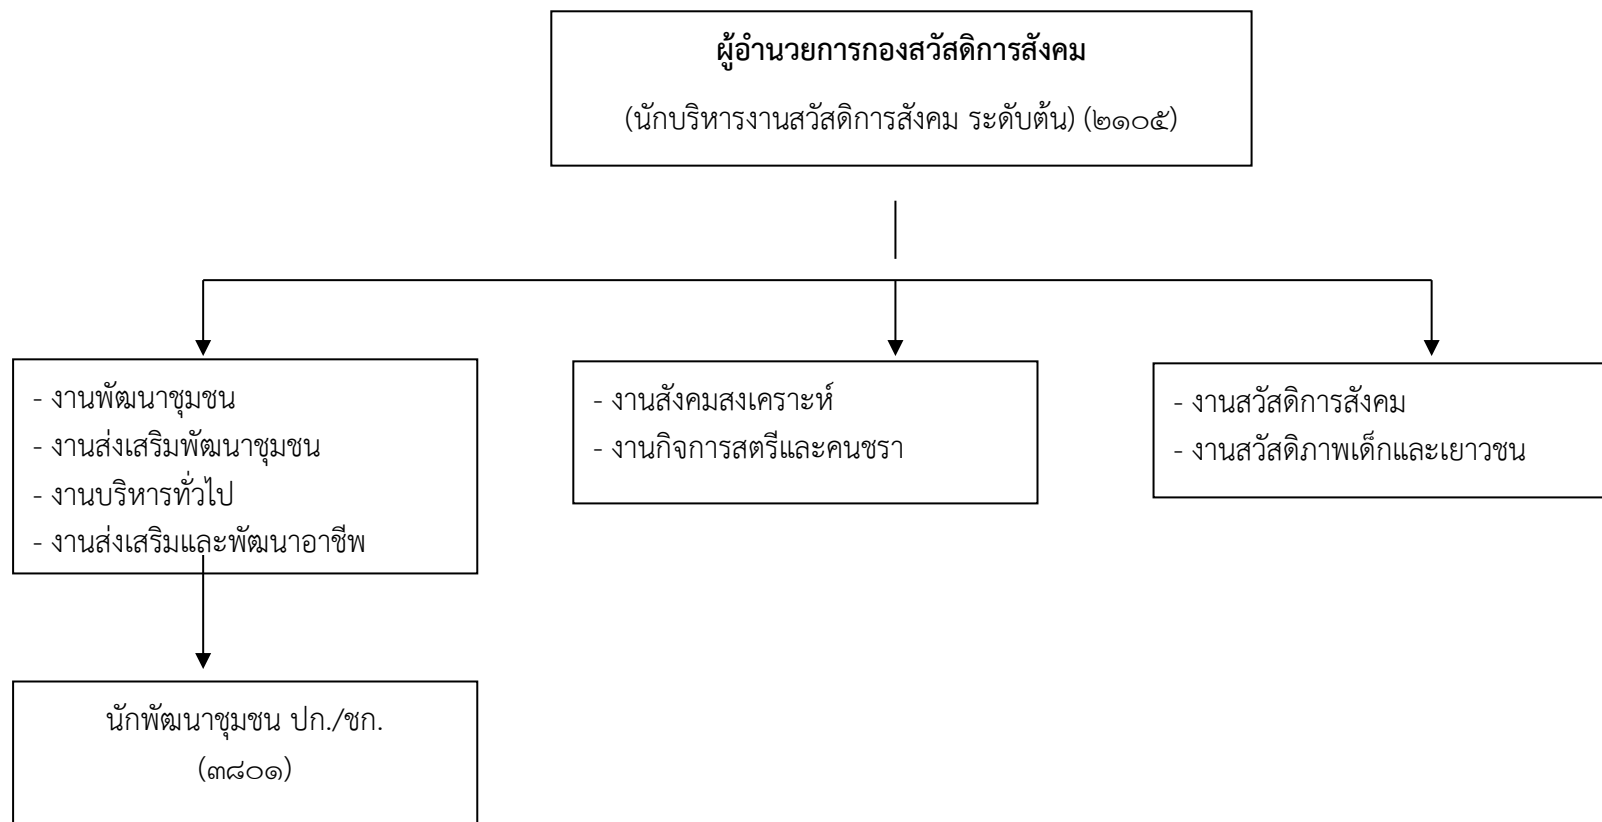 ผู้อำนวยการกองสวัสดิการสังคม
(นักบริหารงานสวัสดิการสังคม ระดับต้น) (๒๑๐๕)
- งานพัฒนาชุมชน
- งานส่งเสริมพัฒนาชุมชน
- งานบริหารทั่วไป
- งานส่งเสริมและพัฒนาอาชีพ
- งานสังคมสงเคราะห์
- งานกิจการสตรีและคนชรา
- งานสวัสดิการสังคม
- งานสวัสดิภาพเด็กและเยาวชน
นักพัฒนาชุมชน ปก./ชก.
(๓๘๐๑)